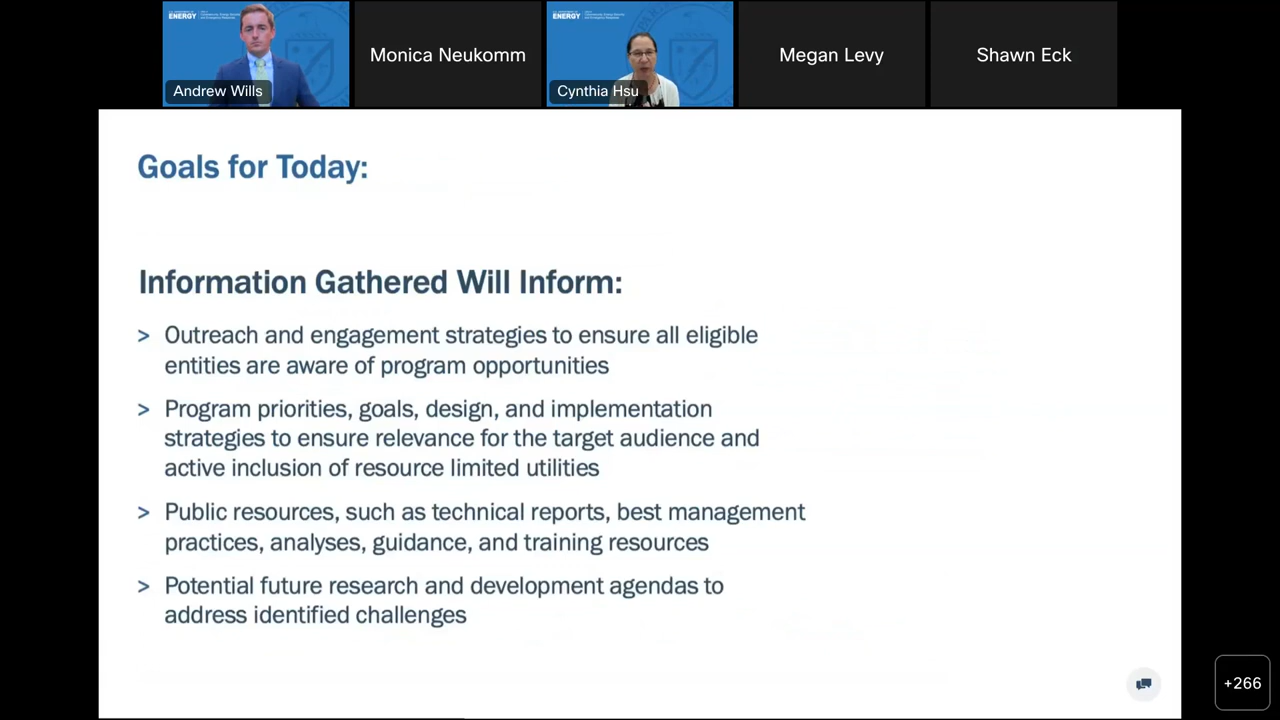 ENERGY
Andrew Wills
Monica Neukomm
ENERGY
Cynthia Hsu
Megan Levy
Shawn Eck
Goals for Today:
Information Gathered Will Inform:
> Outreach and engagement strategies to ensure all eligible
entities are aware of program opportunities
> Program priorities, goals, design, and implementation
strategies to ensure relevance for the target audience and
active inclusion of resource limited utilities
> Public resources, such as technical reports, best management
practices, analyses, guidance, and training resources
> Potential future research and development agendas to
address identified challenges
+266